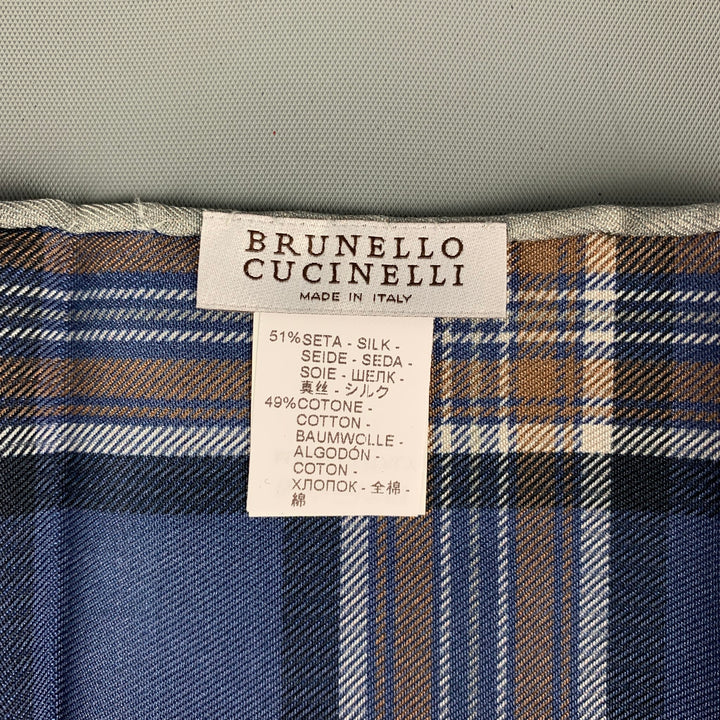 BRUNELLO
CUCINELLI
MADE IN ITALY
51% SETA - SILK -
SEIDE - SEDA -
SOIE - ШЕЛК -
真丝 - シルク
49% COTONE -
COTTON -
BAUMWOLLE -
ALGODÓN -
COTON -
ХЛОПОК - 全棉 -
綿